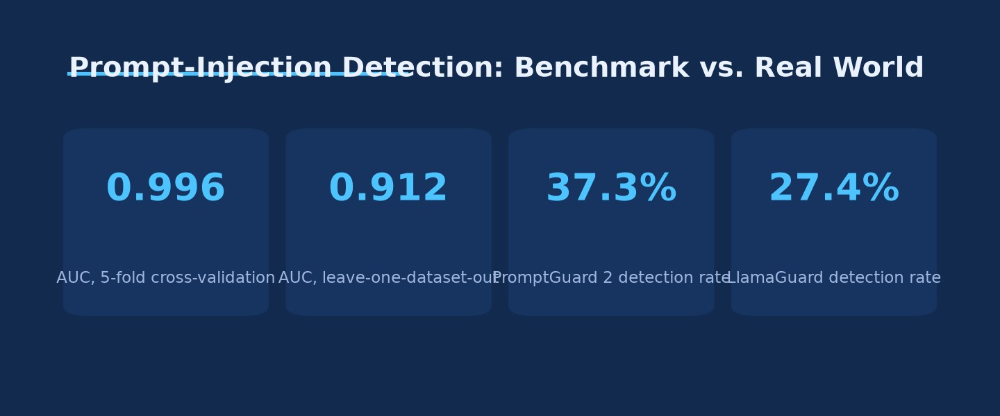 Prompt-Injection Detection: Benchmark vs. Real World
0.996
AUC, 5-fold cross-validation
0.912
AUC, leave-one-dataset-out
37.3%
PromptGuard 2 detection rate
27.4%
LlamaGuard detection rate